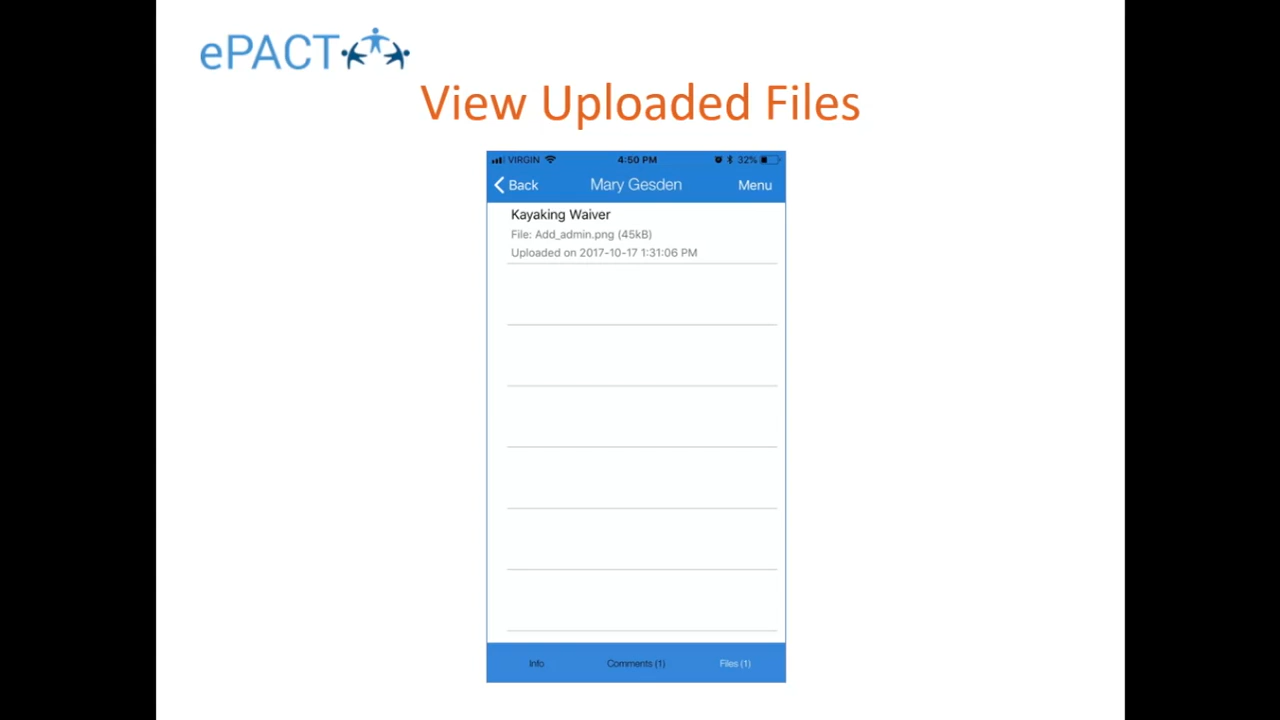 ePACT
View Uploaded Files
VIRGIN 4:50 PM 32%
Back Mary Gesden Menu
Kayaking Waiver
File: Add_admin.png (45kB)
Uploaded on 2017-10-17 1:31:06 PM
Info Comments (1) Files (1)